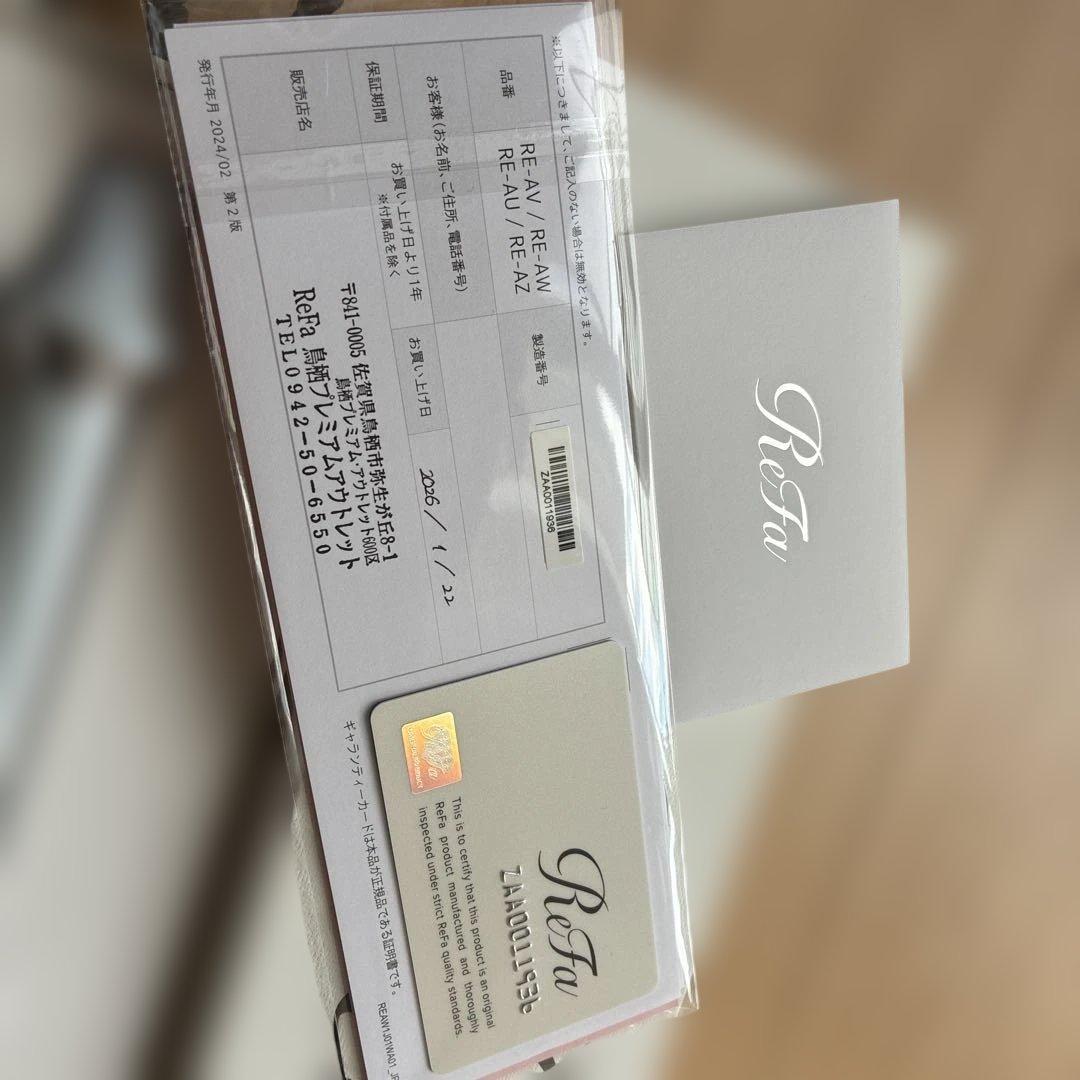 ※以下につきまして、ご記入のない場合は無効となります。
品番
RE-AV / RE-AW
RE-AU / RE-AZ
製造番号
ZAA0011936
お客様(お名前、ご住所、電話番号)
保証期間
お買い上げ日より1年
※付属品を除く
お買い上げ日
2026/1/22
販売店名
〒841-0005 佐賀県鳥栖市弥生が丘8-1
鳥栖プレミアム・アウトレット600区
ReFa 鳥栖プレミアムアウトレット
TEL0942-50-6550
発行年月 2024/02 第2版
ギャランティーカードは本品が正規品である証明書です。
REAW1J01WA01_
ReFa
ZAA0011936
This is to certify that this product is an original
ReFa product manufactured and thoroughly
inspected under strict ReFa quality standards.
ReFa
ReFa